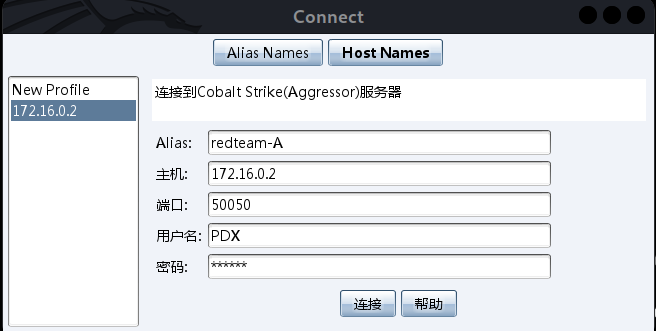 Connect
Alias Names Host Names
New Profile
172.16.0.2
连接到Cobalt Strike(Aggressor)服务器
Alias: redteam-A
主机: 172.16.0.2
端口: 50050
用户名: PDX
密码: ******
连接 帮助